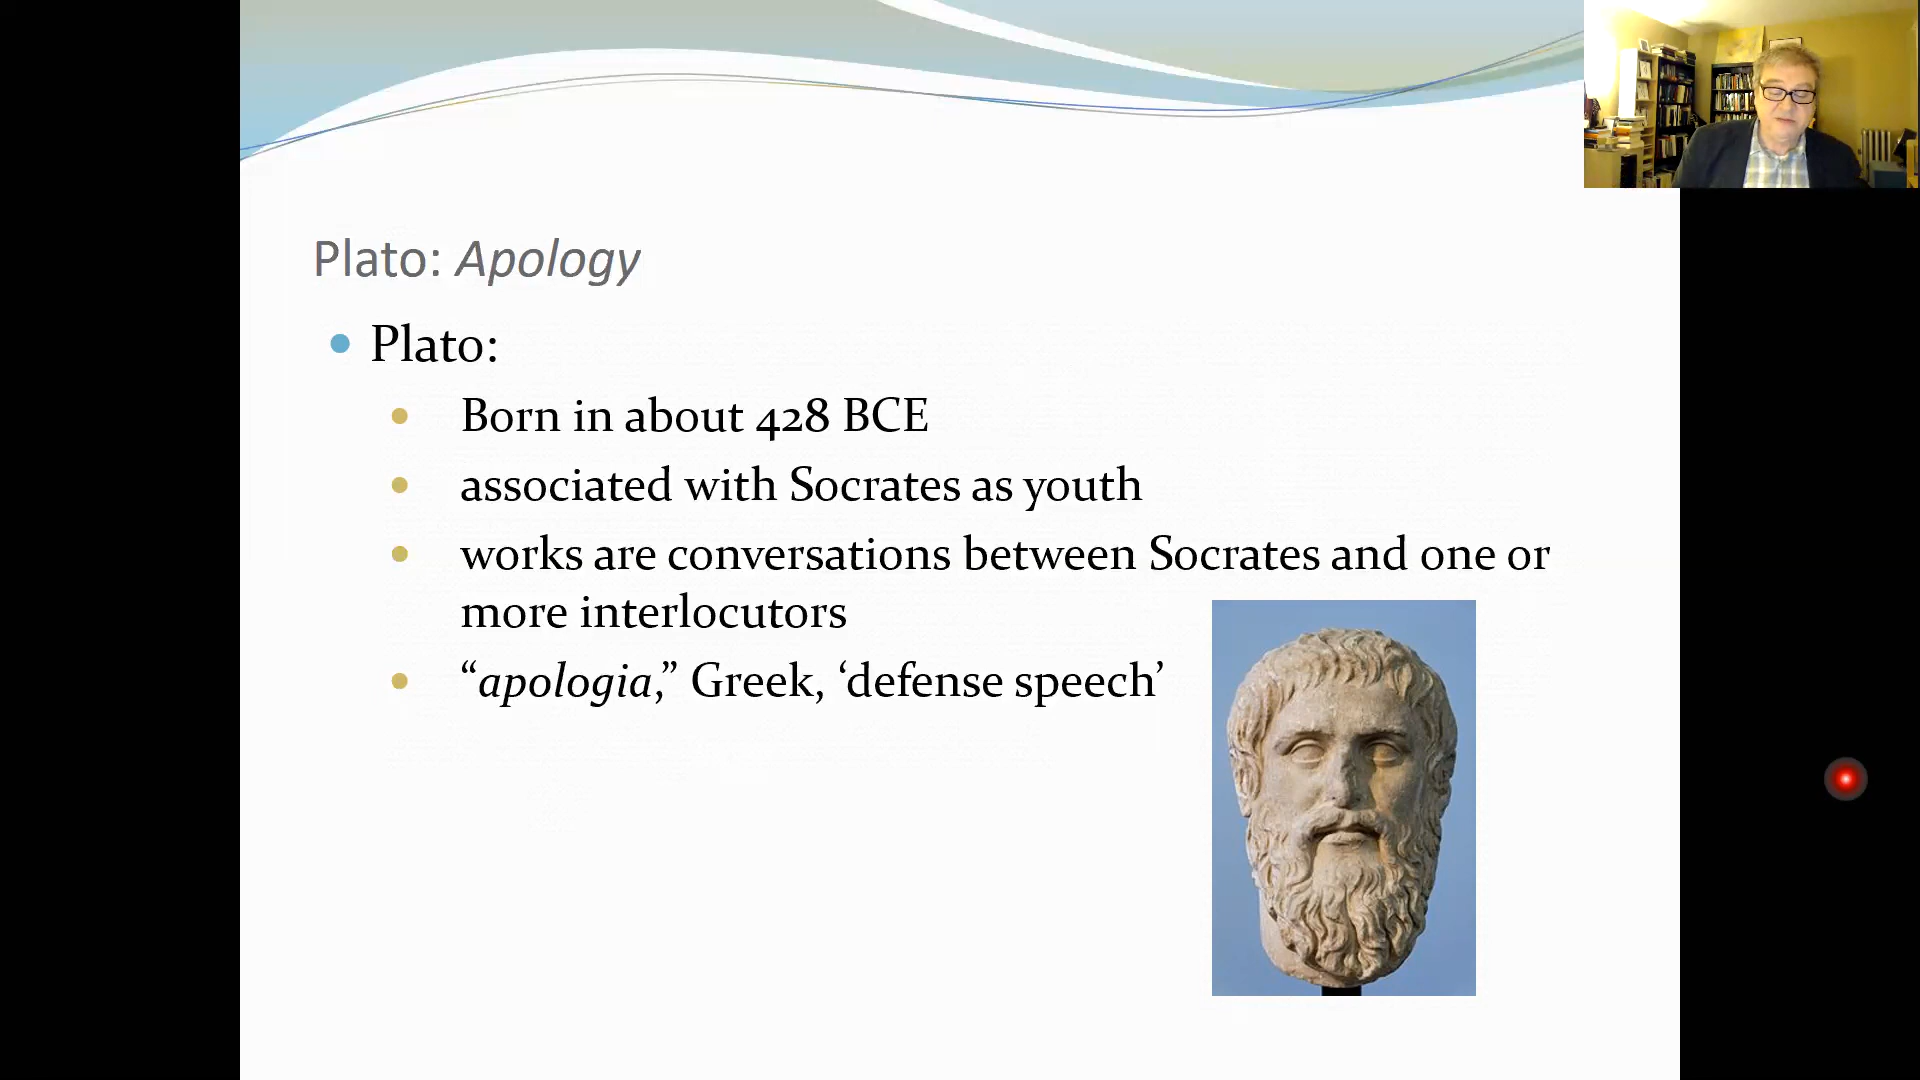 Plato: Apology
Plato:
Born in about 428 BCE
associated with Socrates as youth
works are conversations between Socrates and one or
more interlocutors
“apologia,” Greek, ‘defense speech’